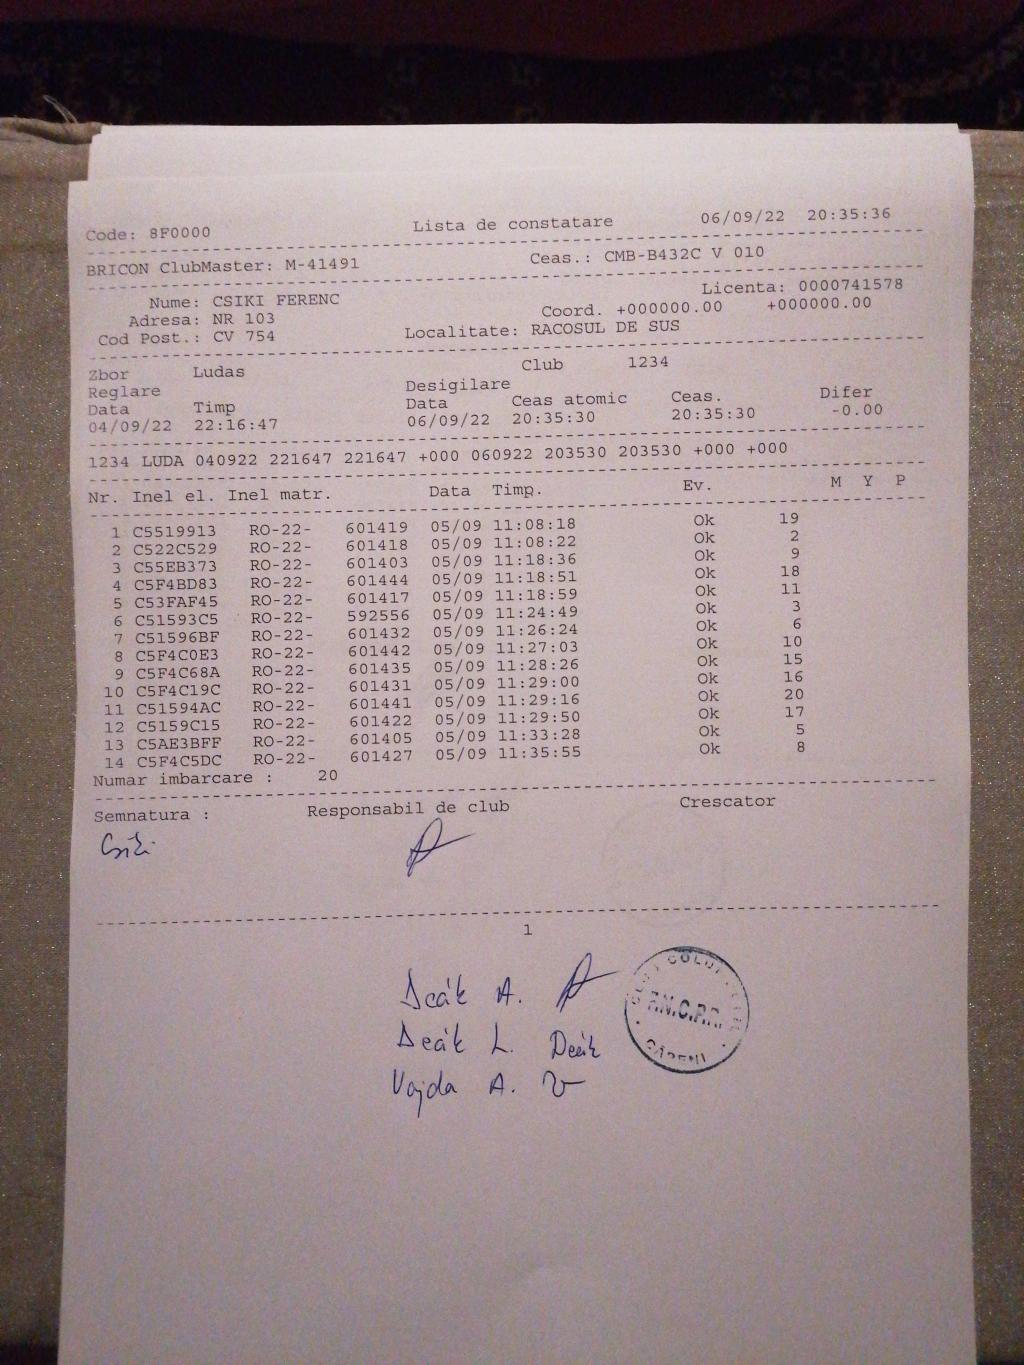 Code: 8F0000 Lista de constatare 06/09/22 20:35:36
BRICON ClubMaster: M-41491 Ceas.: CMB-B432C V 010
Licenta: 0000741578
Nume: CSIKI FERENC Coord. +000000.00 +000000.00
Adresa: NR 103
Cod Post.: CV 754 Localitate: RACOSUL DE SUS
Zbor Ludas Club 1234
Reglare Desigilare
Data Timp Data Ceas atomic Ceas. Difer
04/09/22 22:16:47 06/09/22 20:35:30 20:35:30 -0.00
1234 LUDA 040922 221647 221647 +000 060922 203530 203530 +000 +000
Nr. Inel el. Inel matr. Data Timp. Ev. M Y P
1 C5519913 RO-22- 601419 05/09 11:08:18 Ok 19
2 C522C529 RO-22- 601418 05/09 11:08:22 Ok 2
3 C55EB373 RO-22- 601403 05/09 11:18:36 Ok 9
4 C5F4BD83 RO-22- 601444 05/09 11:18:51 Ok 18
5 C53FAF45 RO-22- 601417 05/09 11:18:59 Ok 11
6 C51593C5 RO-22- 592556 05/09 11:24:49 Ok 3
7 C51596BF RO-22- 601432 05/09 11:26:24 Ok 6
8 C5F4C0E3 RO-22- 601442 05/09 11:27:03 Ok 10
9 C5F4C68A RO-22- 601435 05/09 11:28:26 Ok 15
10 C5F4C19C RO-22- 601431 05/09 11:29:00 Ok 16
11 C51594AC RO-22- 601441 05/09 11:29:16 Ok 20
12 C5159C15 RO-22- 601422 05/09 11:29:50 Ok 17
13 C5AE3BFF RO-22- 601405 05/09 11:33:28 Ok 5
14 C5F4C5DC RO-22- 601427 05/09 11:35:55 Ok 8
Numar imbarcare : 20
Semnatura : Responsabil de club Crescator
Csiki
1
Deák A.
Deák L. Deák
Vajda A.